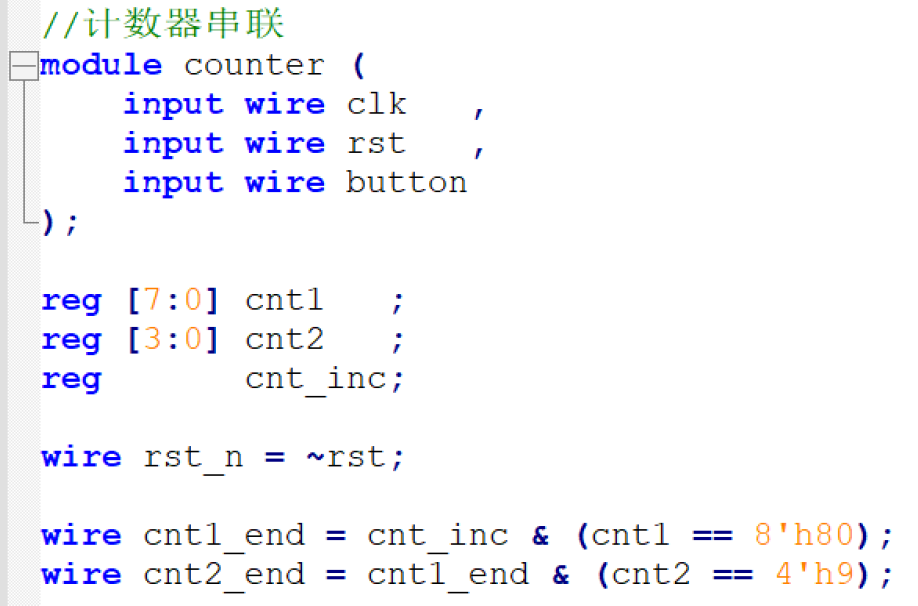 //计数器串联
module counter (
    input wire clk   ,
    input wire rst   ,
    input wire button
);
reg [7:0] cnt1   ;
reg [3:0] cnt2   ;
reg       cnt_inc;
wire rst_n = ~rst;
wire cnt1_end = cnt_inc & (cnt1 == 8'h80);
wire cnt2_end = cnt1_end & (cnt2 == 4'h9);